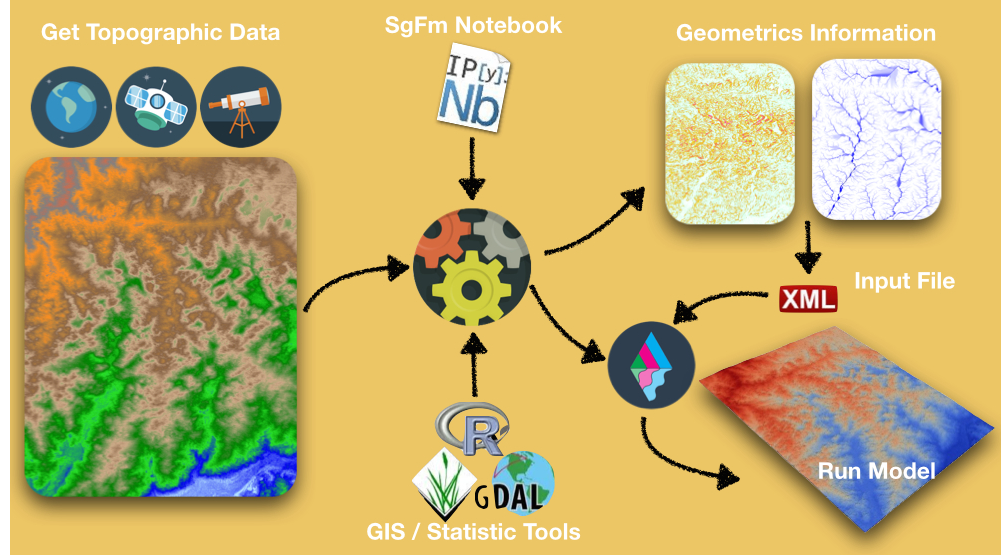 Get Topographic Data
SgFm Notebook
Geometrics Information
IP[y]:
Nb
Input File
XML
Run Model
R
GDAL
GIS / Statistic Tools